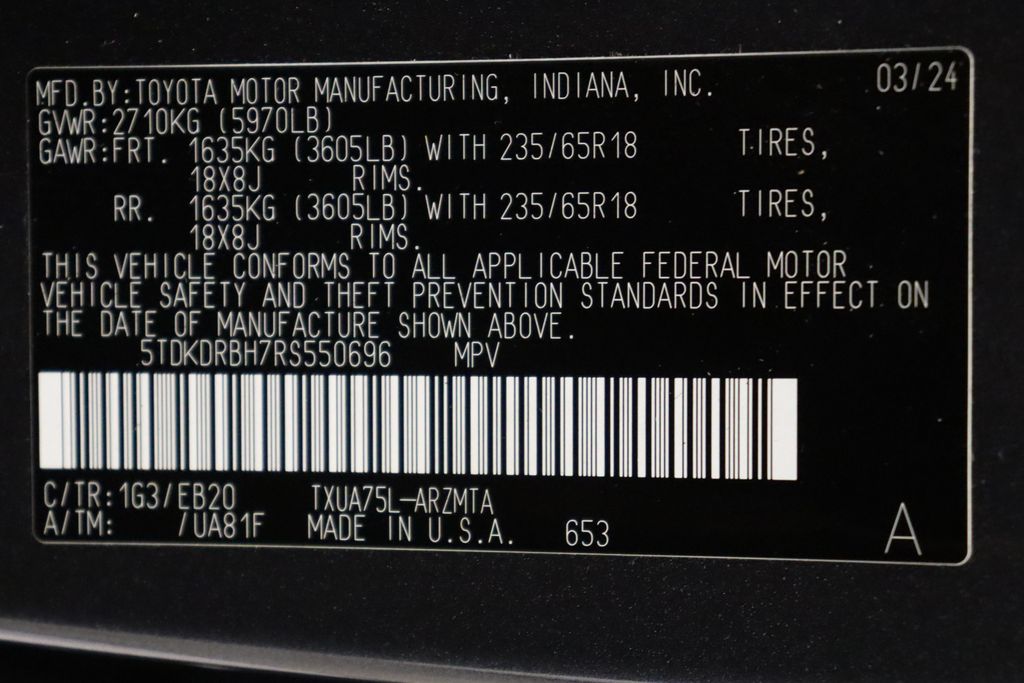 MFD.BY:TOYOTA MOTOR MANUFACTURING, INDIANA, INC. 03/24
GVWR:2710KG (5970LB)
GAWR:FRT. 1635KG (3605LB) WITH 235/65R18 TIRES,
18X8J RIMS.
RR. 1635KG (3605LB) WITH 235/65R18 TIRES,
18X8J RIMS.
THIS VEHICLE CONFORMS TO ALL APPLICABLE FEDERAL MOTOR
VEHICLE SAFETY AND THEFT PREVENTION STANDARDS IN EFFECT ON
THE DATE OF MANUFACTURE SHOWN ABOVE.
5TDKDRBH7RS550696 MPV
C/TR:1G3/EB20 TXUA75L-ARZMTA
A/TM: /UA81F MADE IN U.S.A. 653 A